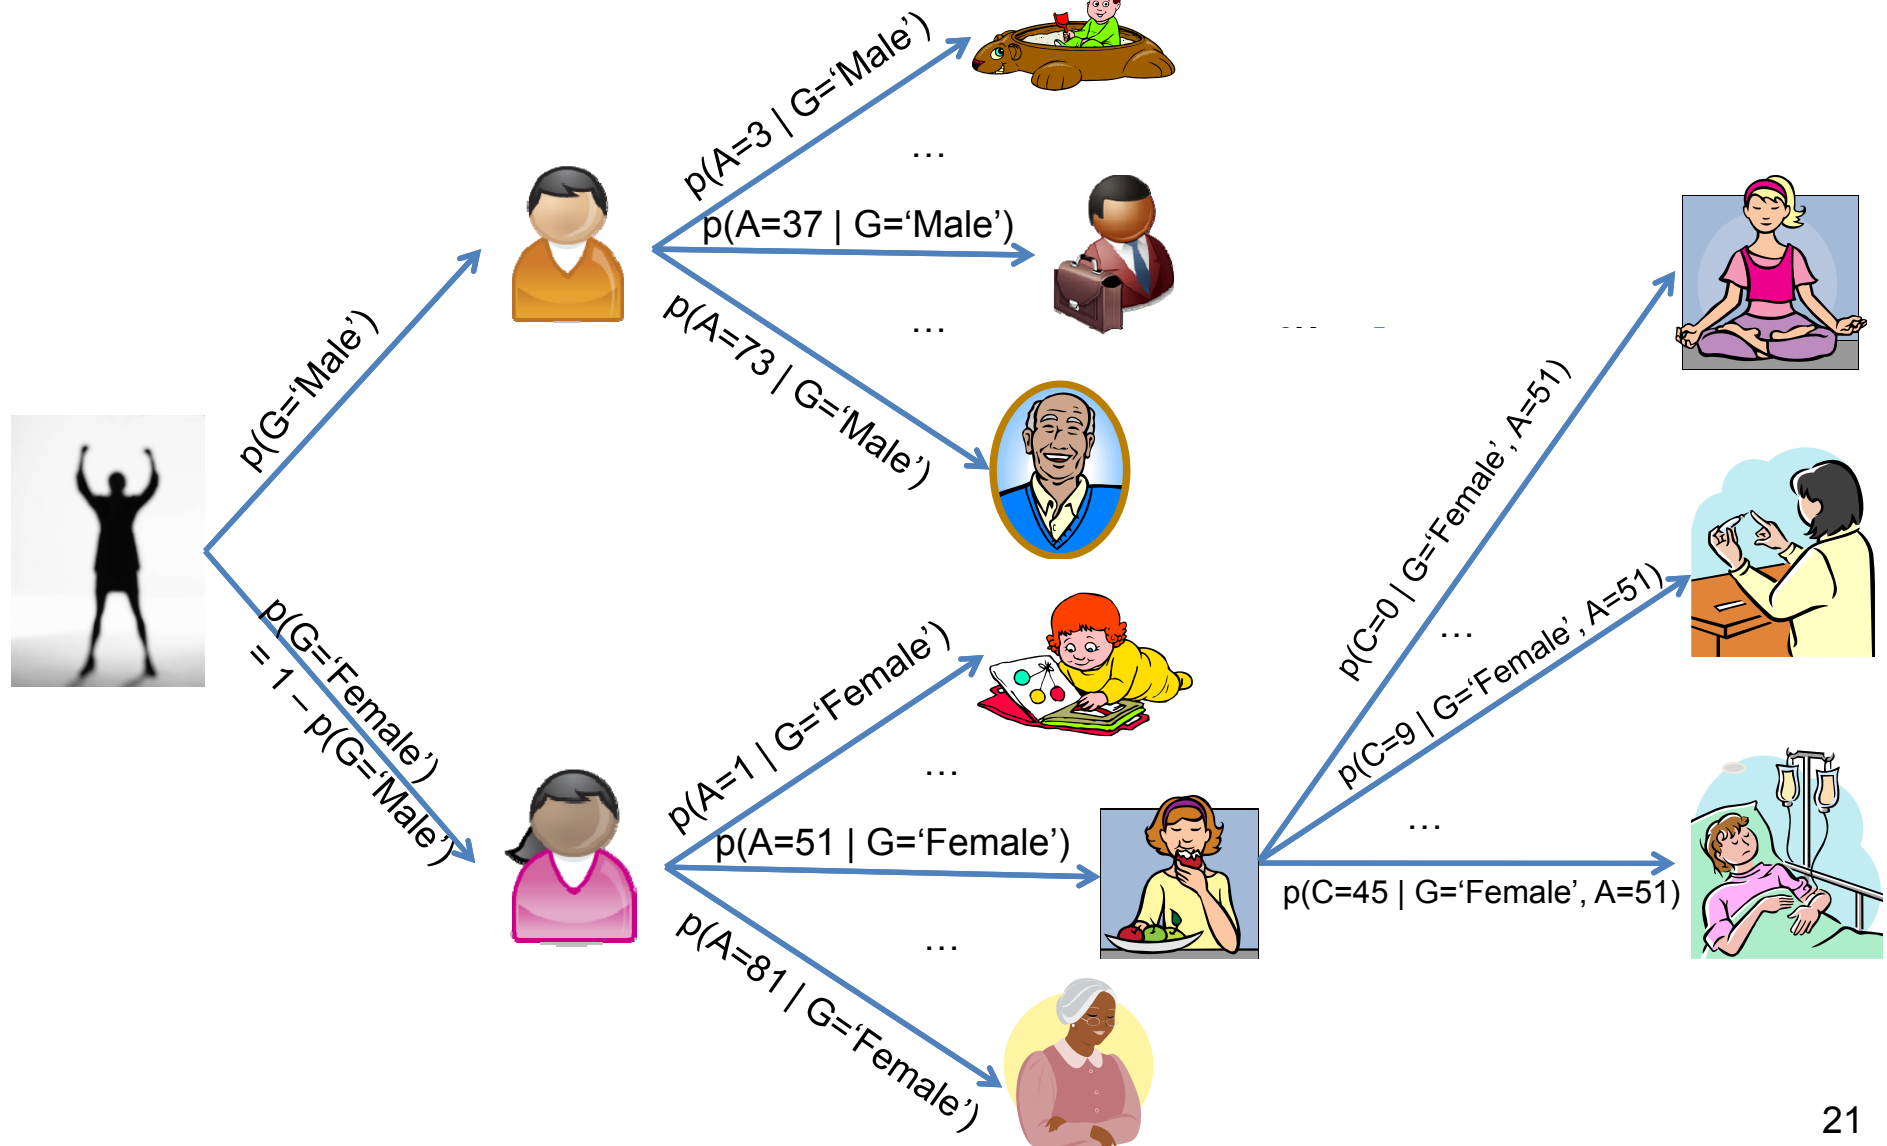 p(A=3 | G=‘Male’)
…
p(A=37 | G=‘Male’)
…
p(A=73 | G=‘Male’)
p(G=‘Male’)
p(G=‘Female’)
= 1 – p(G=‘Male’)
p(A=1 | G=‘Female’)
…
p(A=51 | G=‘Female’)
…
p(A=81 | G=‘Female’)
p(C=0 | G=‘Female’, A=51)
…
p(C=9 | G=‘Female’, A=51)
…
p(C=45 | G=‘Female’, A=51)
21